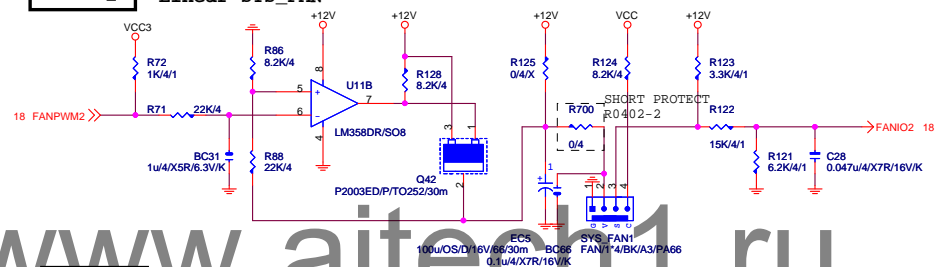 Linear SYS_FAN
VCC3
+12V
+12V
+12V
VCC
+12V
R72
1K/4/1
R86
8.2K/4
R128
8.2K/4
R125
0/4/X
R124
8.2K/4
R123
3.3K/4/1
8
U11B
5
+
7
6
-
4
LM358DR/SO8
18 FANPWM2
R71
22K/4
SHORT PROTECT
R0402-2
R700
0/4
R122
15K/4/1
FANIO2 18
3
1
2
BC31
1u/4/X5R/6.3V/K
R88
22K/4
Q42
P2003ED/P/TO252/30m
R121
6.2K/4/1
C28
0.047u/4/X7R/16V/K
+
1
1
2
3
4
G
V
S
C
EC5
100u/OS/D/16V/66/30m
BC66
0.1u/4/X7R/16V/K
SYS_FAN1
FAN/1*4/BK/A3/PA66
www.aitech1.ru